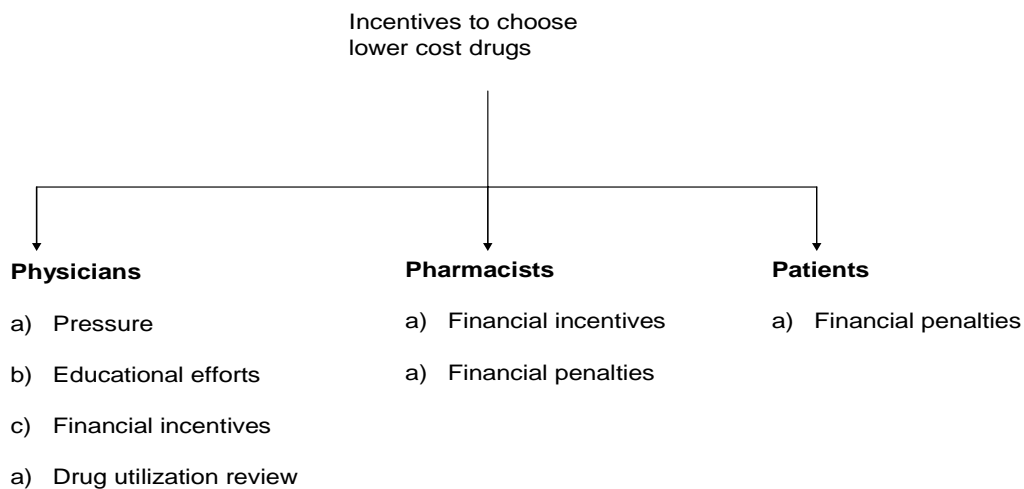 Incentives to choose
lower cost drugs
Physicians
a) Pressure
b) Educational efforts
c) Financial incentives
a) Drug utilization review
Pharmacists
a) Financial incentives
a) Financial penalties
Patients
a) Financial penalties